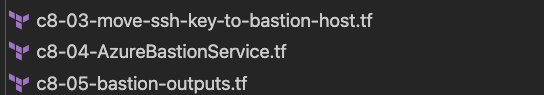 c8-03-move-ssh-key-to-bastion-host.tf
c8-04-AzureBastionService.tf
c8-05-bastion-outputs.tf